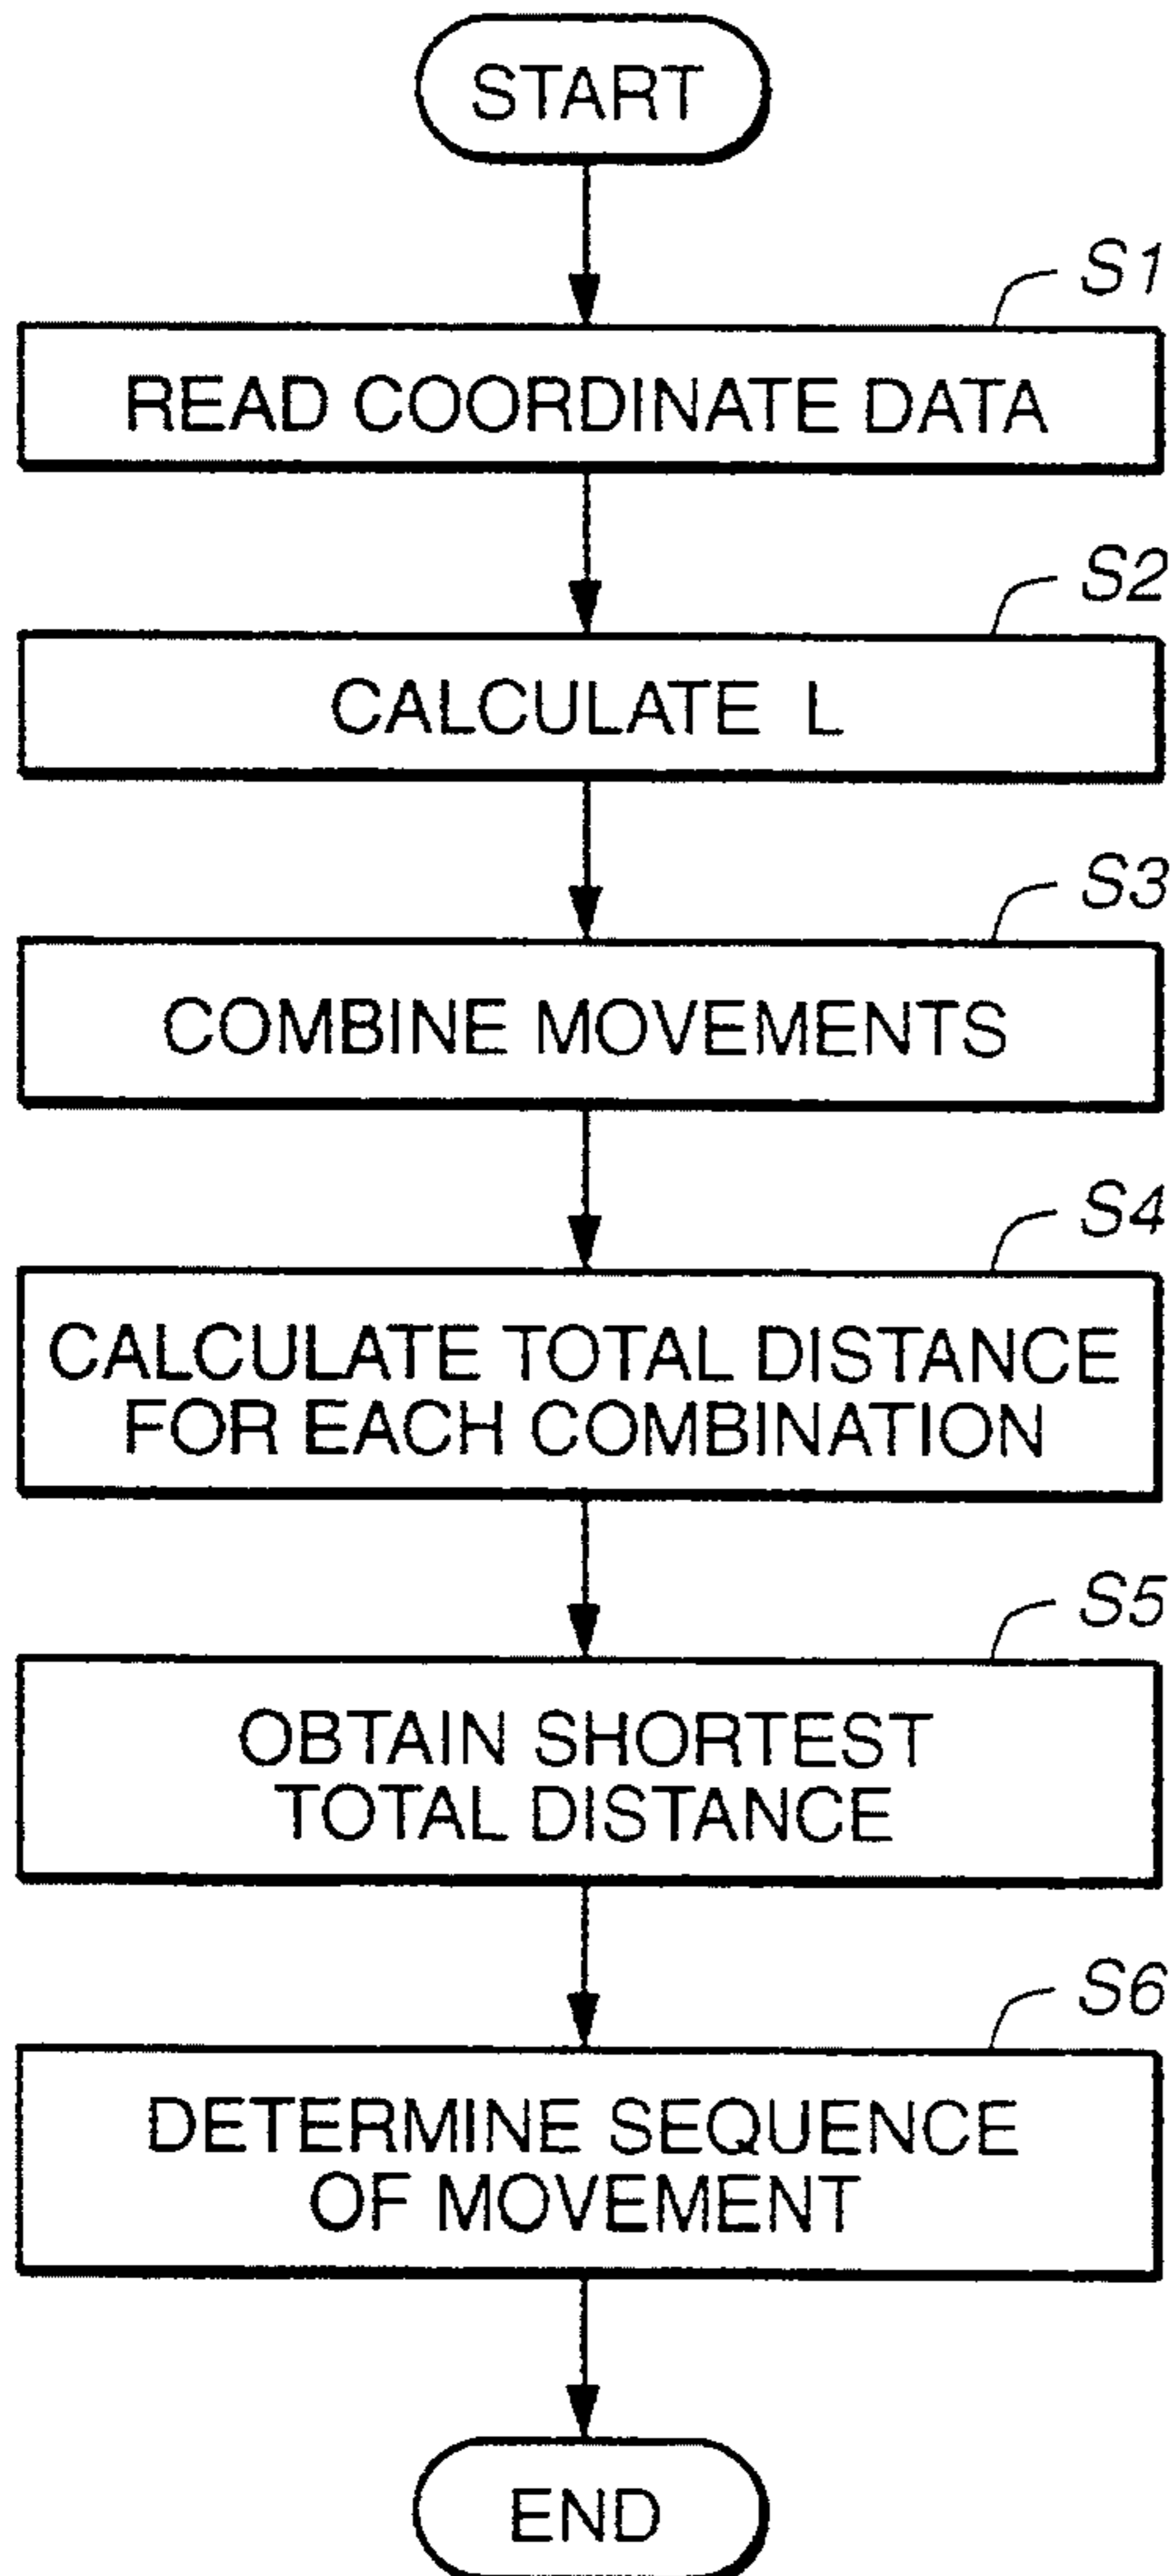 START
S1
READ COORDINATE DATA
S2
CALCULATE L
S3
COMBINE MOVEMENTS
S4
CALCULATE TOTAL DISTANCE
FOR EACH COMBINATION
S5
OBTAIN SHORTEST
TOTAL DISTANCE
S6
DETERMINE SEQUENCE
OF MOVEMENT
END